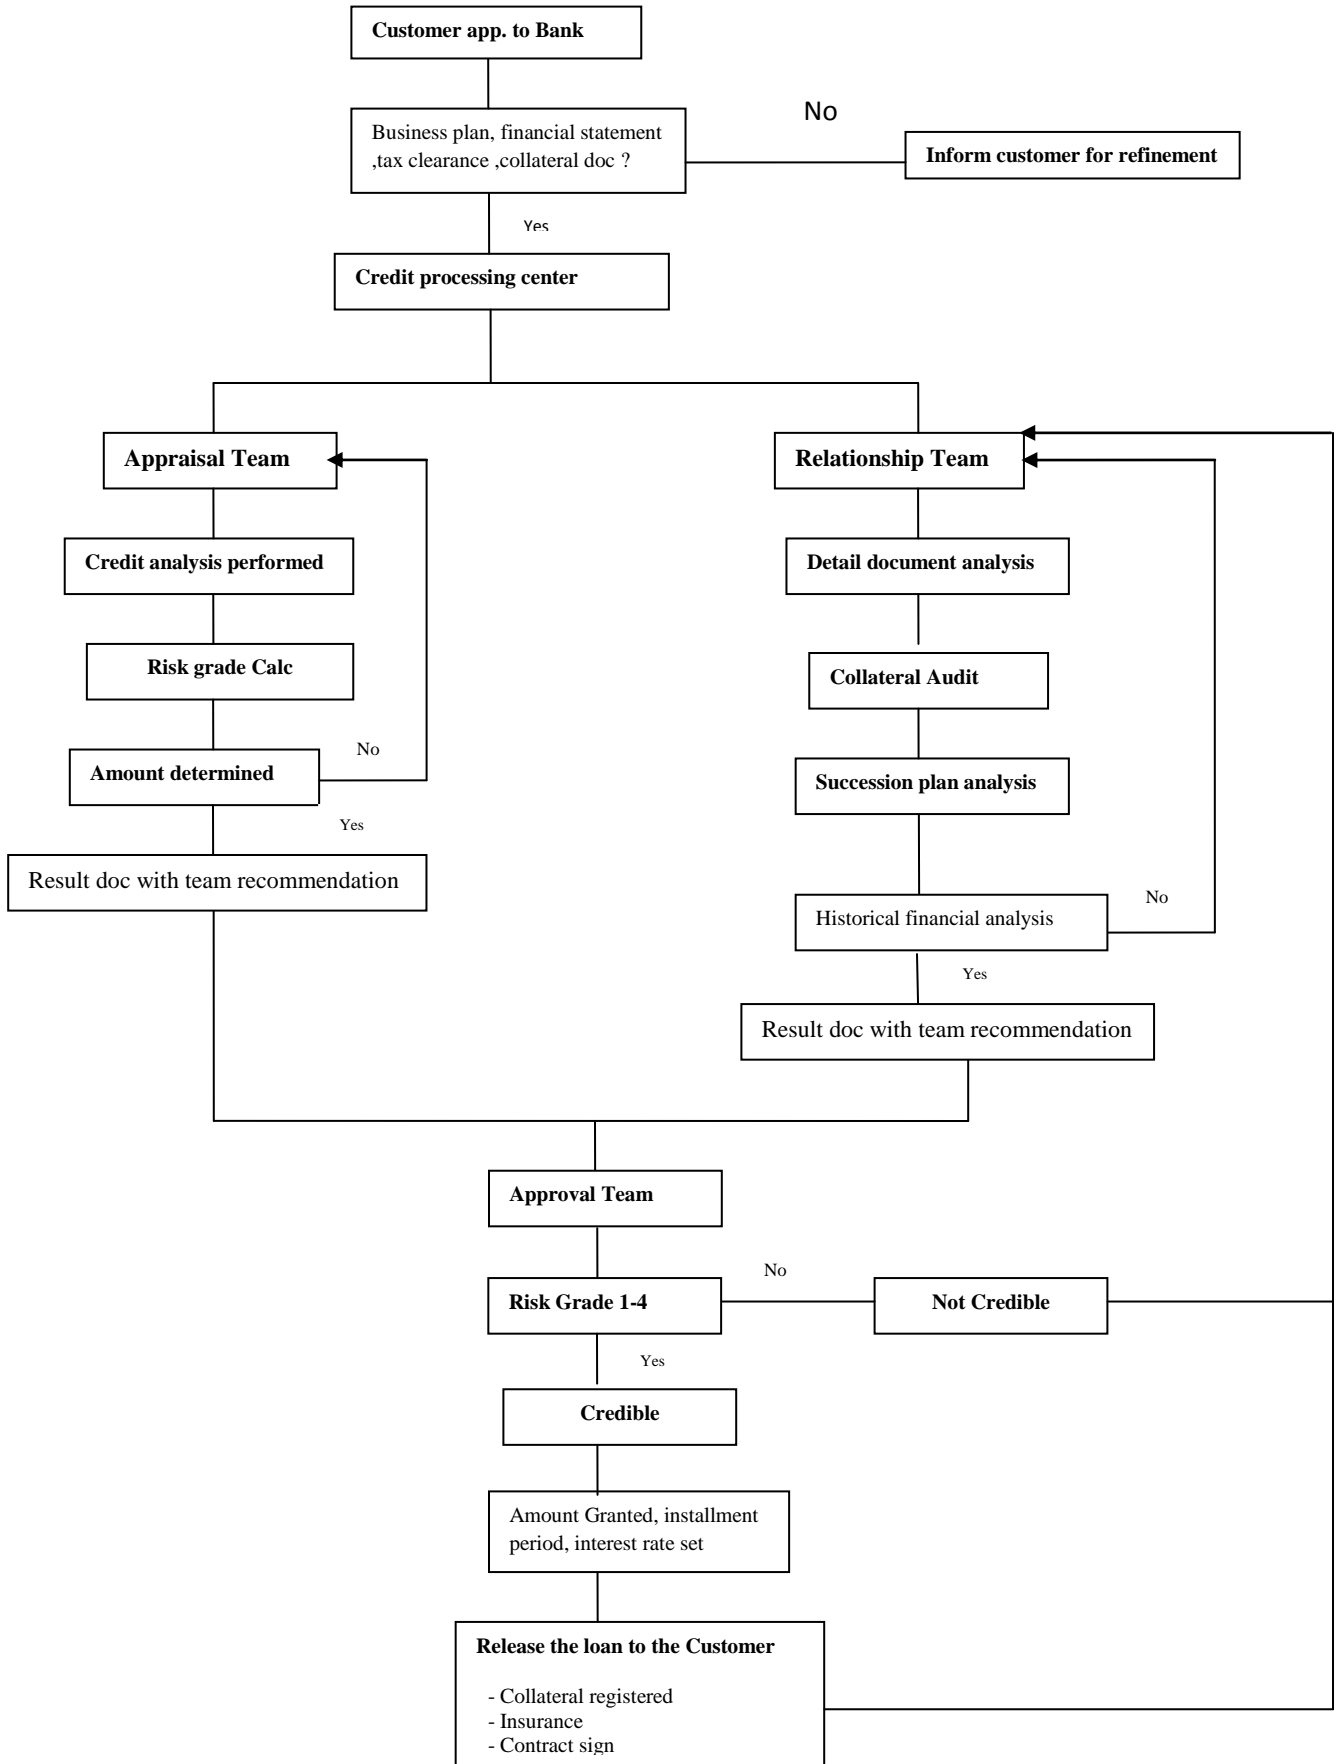 Customer app. to Bank
No
Business plan, financial statement
,tax clearance ,collateral doc ?
Inform customer for refinement
Yes
Credit processing center
Appraisal Team
Relationship Team
Credit analysis performed
Detail document analysis
Risk grade Calc
Collateral Audit
No
Amount determined
Succession plan analysis
Yes
Result doc with team recommendation
No
Historical financial analysis
Yes
Result doc with team recommendation
Approval Team
No
Risk Grade 1-4
Not Credible
Yes
Credible
Amount Granted, installment
period, interest rate set
Release the loan to the Customer
- Collateral registered
- Insurance
- Contract sign